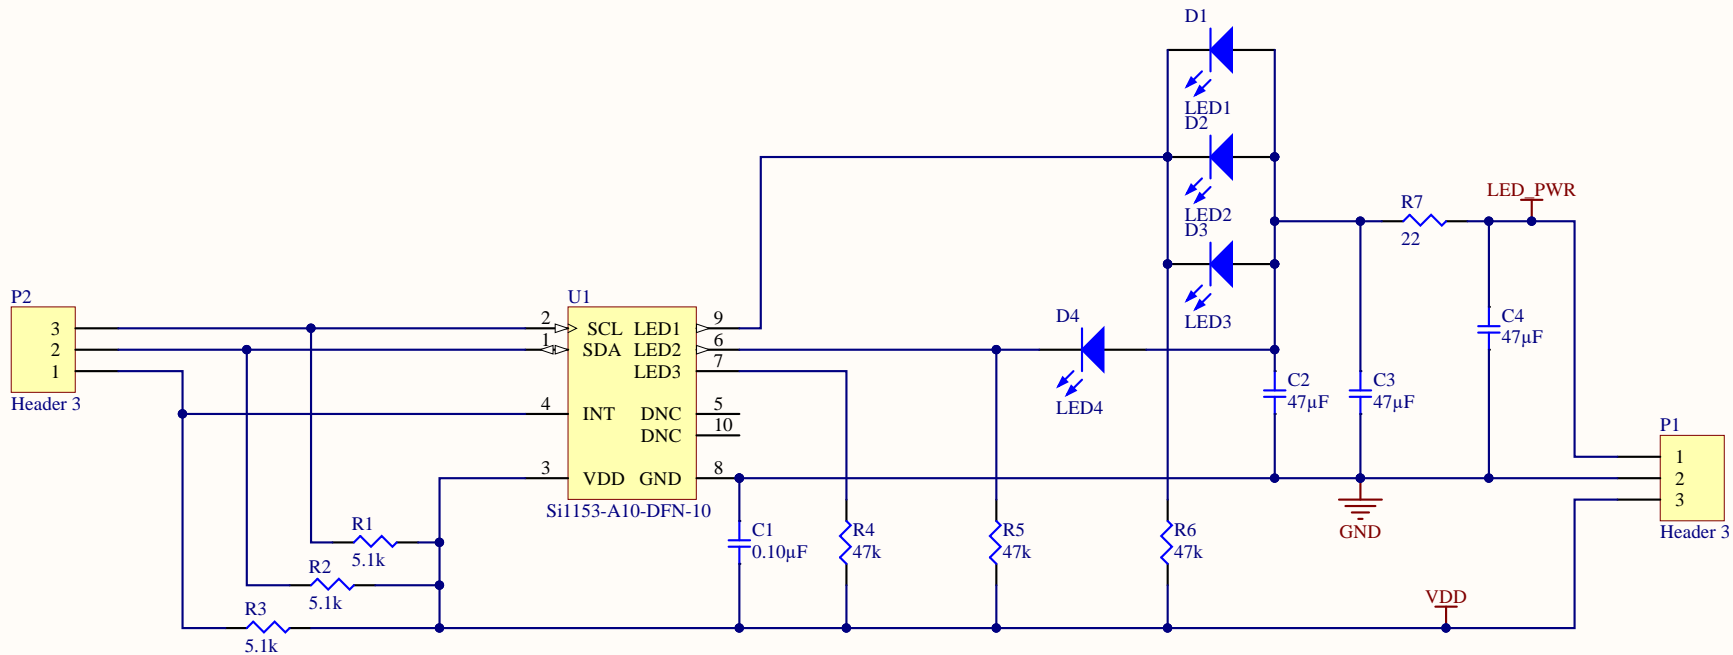 D1
LED1
D2
LED2
D3
LED3
LED_PWR
R7
22
P2
3
2
1
Header 3
U1
2
1
4
3
SCL
SDA
INT
VDD
LED1
LED2
LED3
DNC
DNC
GND
9
6
7
5
10
8
Si1153-A10-DFN-10
D4
LED4
C2
47µF
C3
47µF
C4
47µF
P1
1
2
3
Header 3
GND
R1
5.1k
R2
5.1k
R3
5.1k
C1
0.10µF
R4
47k
R5
47k
R6
47k
VDD